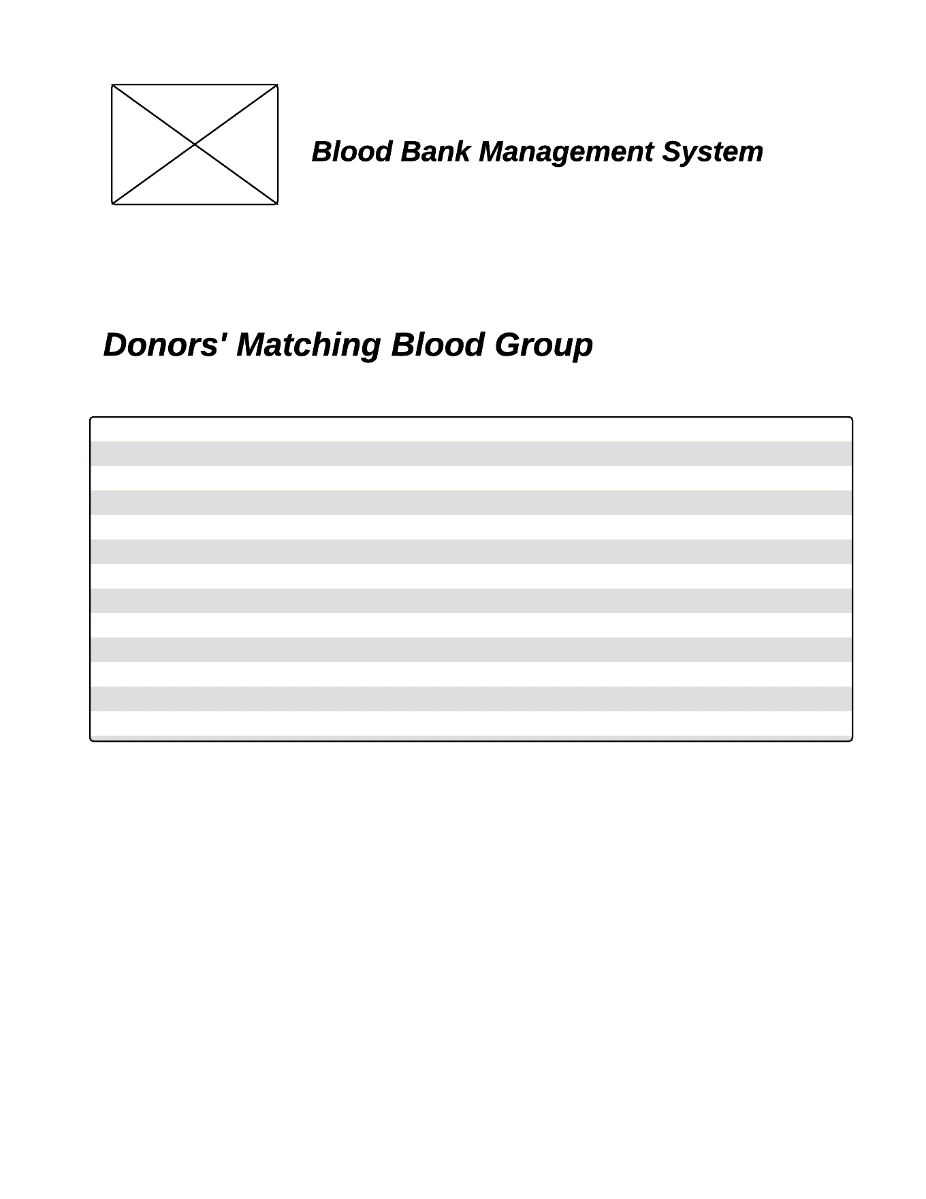 Blood Bank Management System
Donors' Matching Blood Group